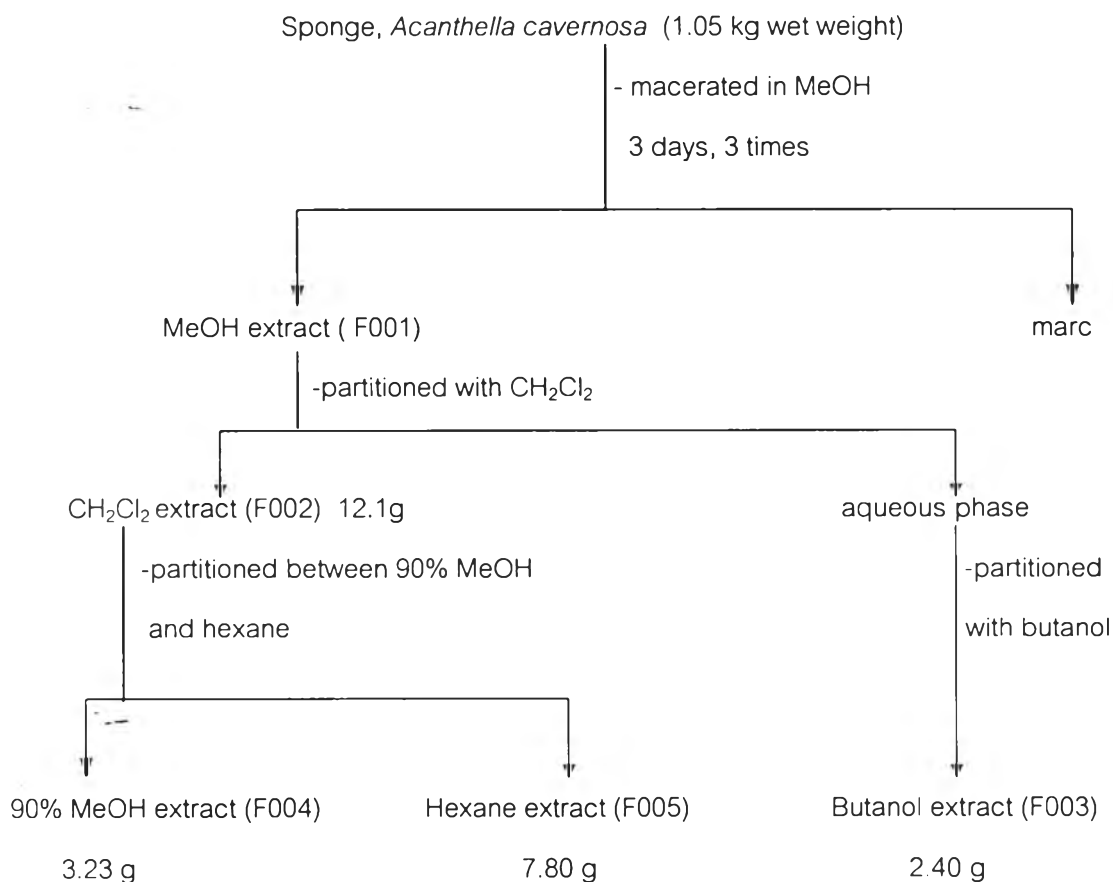 Sponge, Acanthella cavernosa (1.05 kg wet weight)
- macerated in MeOH
3 days, 3 times
MeOH extract ( F001)
marc
-partitioned with CH₂Cl₂
CH₂Cl₂ extract (F002) 12.1g
aqueous phase
-partitioned between 90% MeOH
and hexane
-partitioned
with butanol
90% MeOH extract (F004)
Hexane extract (F005)
Butanol extract (F003)
3.23 g
7.80 g
2.40 g